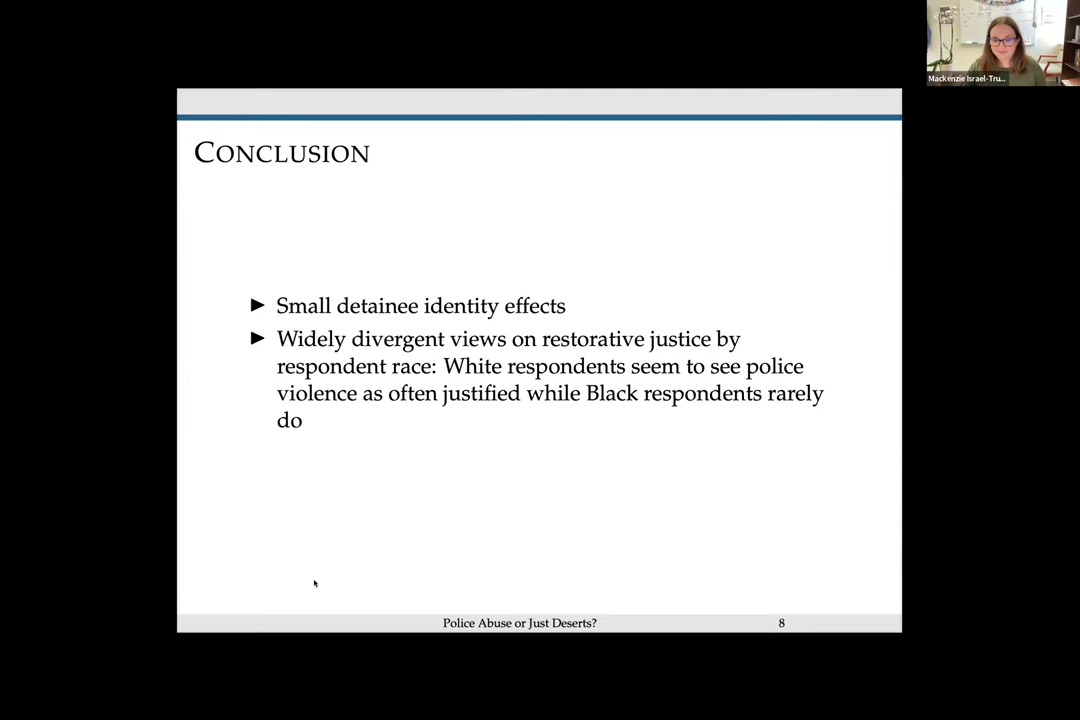 Mackenzie Israel-Tru...
CONCLUSION
▶ Small detainee identity effects
▶ Widely divergent views on restorative justice by
respondent race: White respondents seem to see police
violence as often justified while Black respondents rarely
do
Police Abuse or Just Deserts?
8